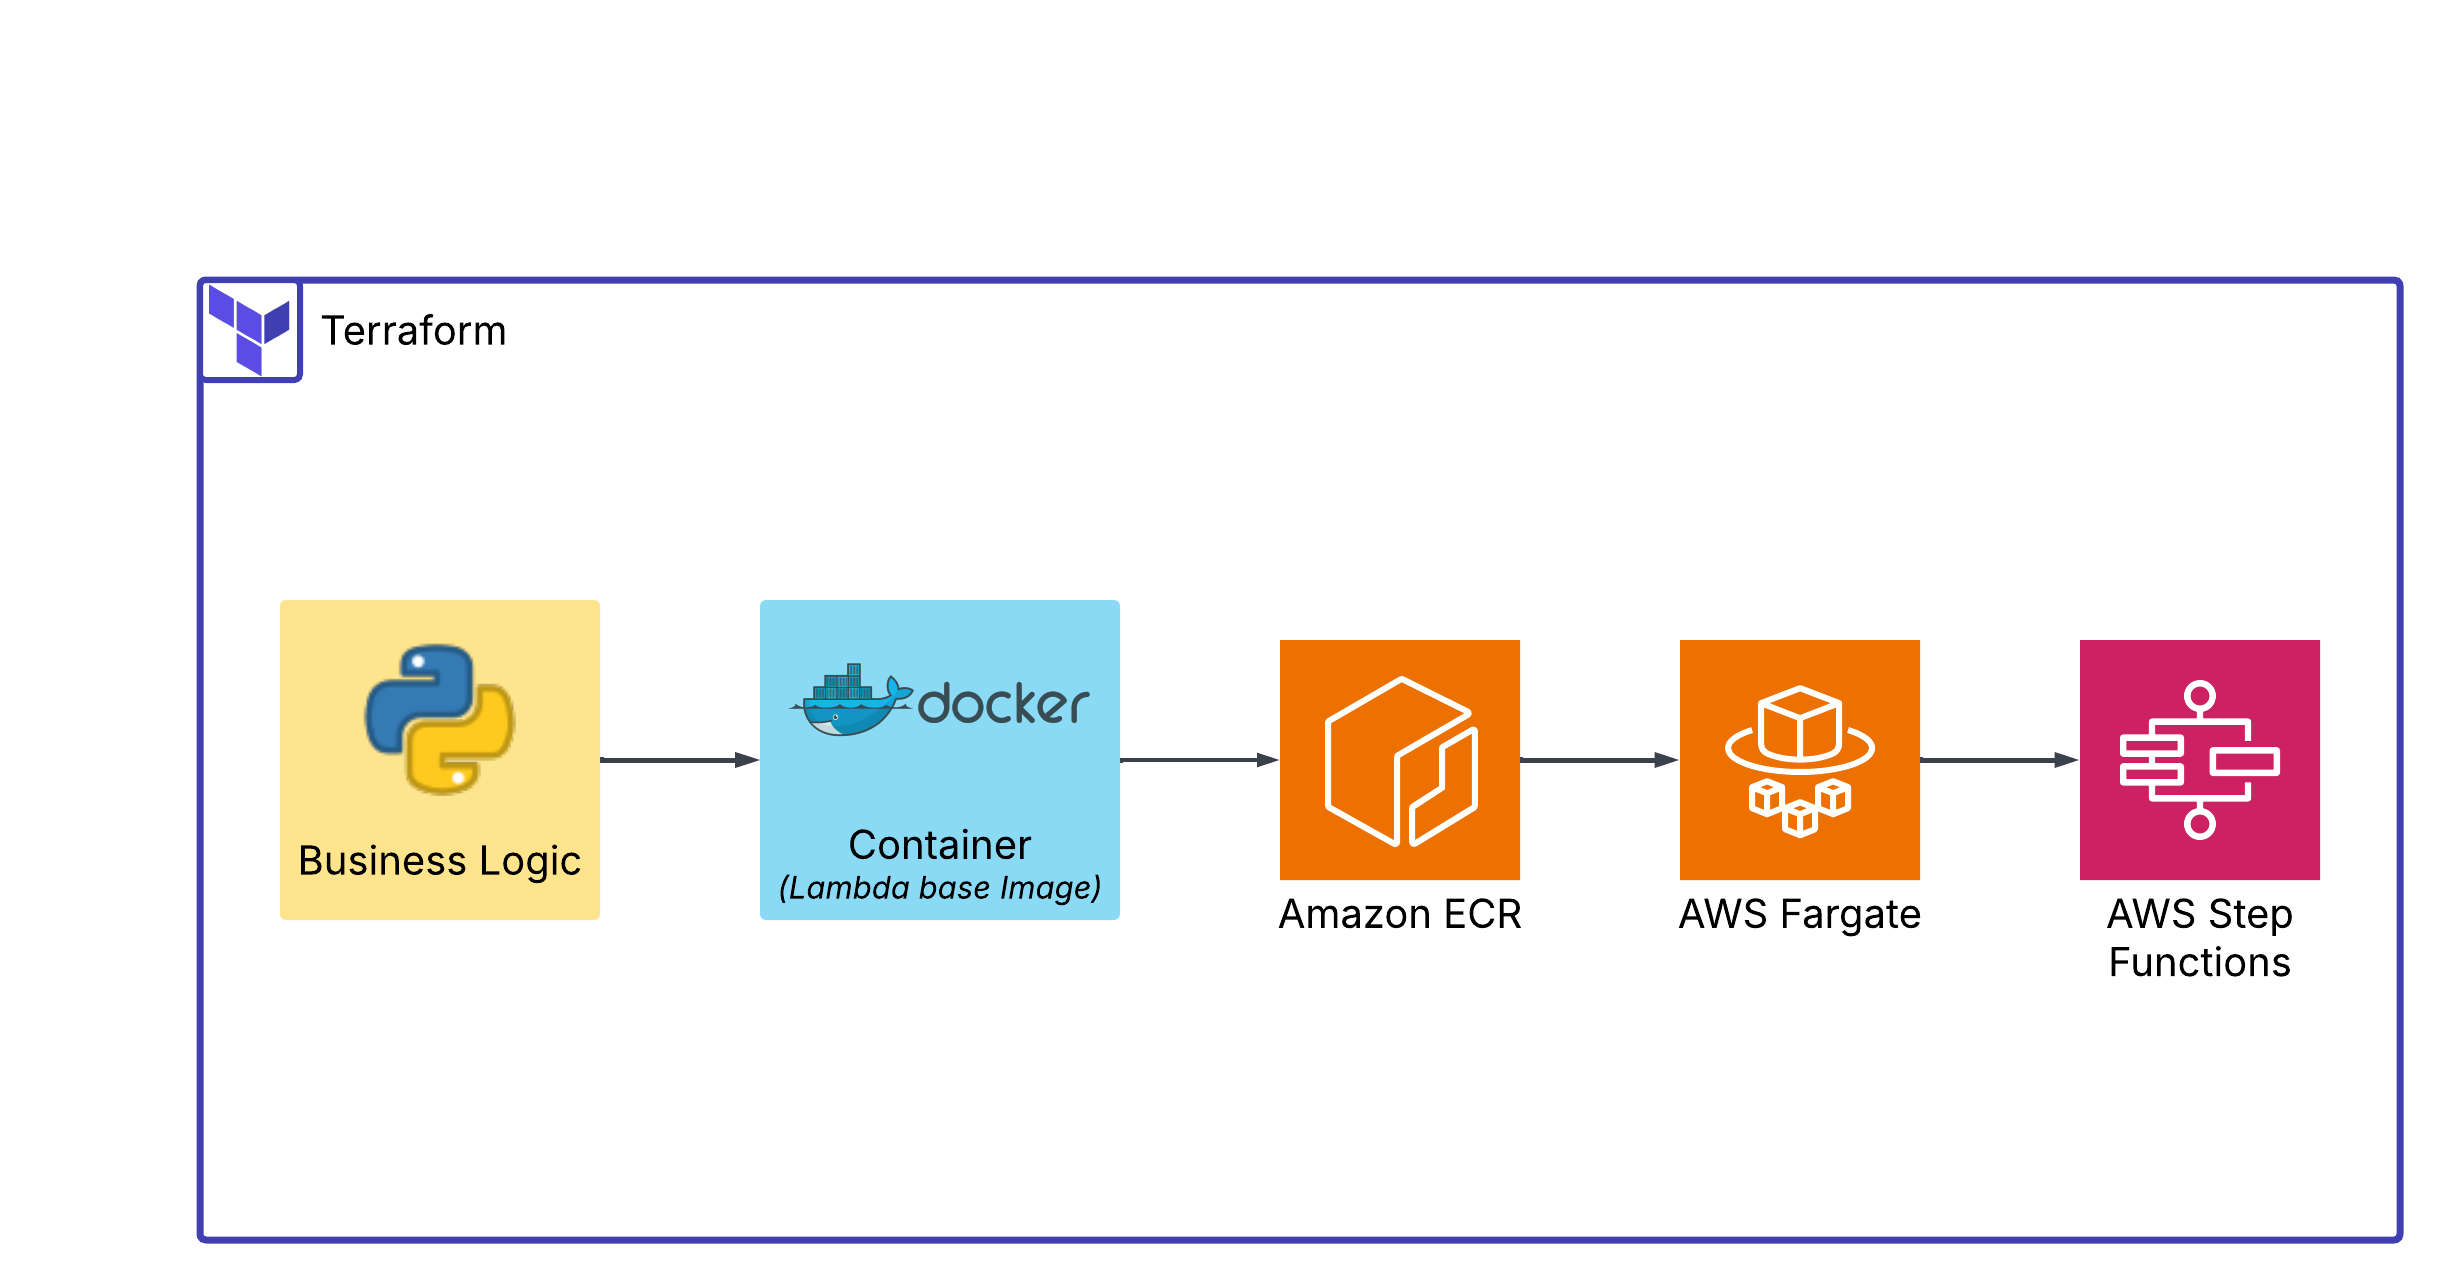 Terraform
Business Logic
docker
Container
(Lambda base Image)
Amazon ECR
AWS Fargate
AWS Step
Functions